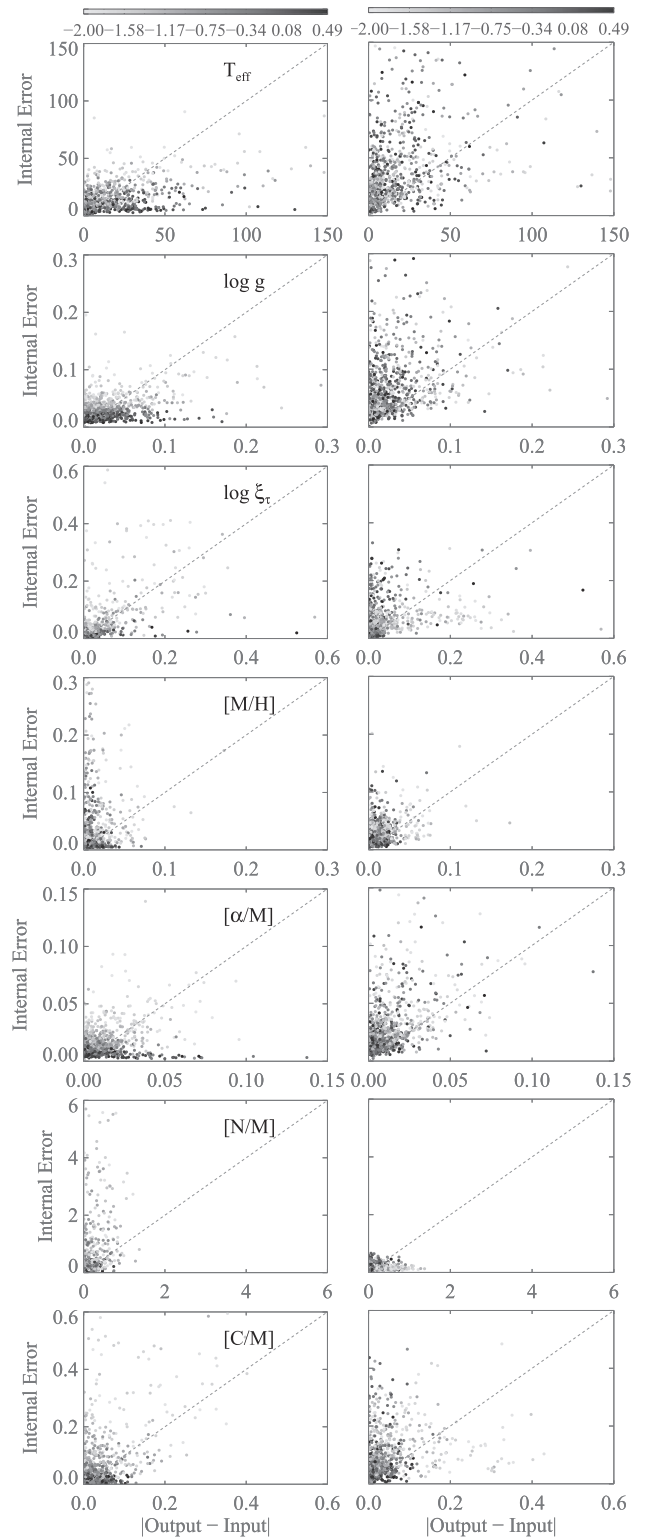 −2.00−1.58−1.17−0.75−0.34 0.08 0.49
−2.00−1.58−1.17−0.75−0.34 0.08 0.49
T_eff
Internal Error
150
100
50
0
0 50 100 150
0 50 100 150
log g
Internal Error
0.3
0.2
0.1
0.0
0.0 0.1 0.2 0.3
0.0 0.1 0.2 0.3
log ξ_τ
Internal Error
0.6
0.4
0.2
0.0
0.0 0.2 0.4 0.6
0.0 0.2 0.4 0.6
[M/H]
Internal Error
0.3
0.2
0.1
0.0
0.0 0.1 0.2 0.3
0.0 0.1 0.2 0.3
[α/M]
Internal Error
0.15
0.10
0.05
0.00
0.00 0.05 0.10 0.15
0.00 0.05 0.10 0.15
[N/M]
Internal Error
6
4
2
0
0 2 4 6
0 2 4 6
[C/M]
Internal Error
0.6
0.4
0.2
0.0
0.0 0.2 0.4 0.6
0.0 0.2 0.4 0.6
|Output − Input|
|Output − Input|